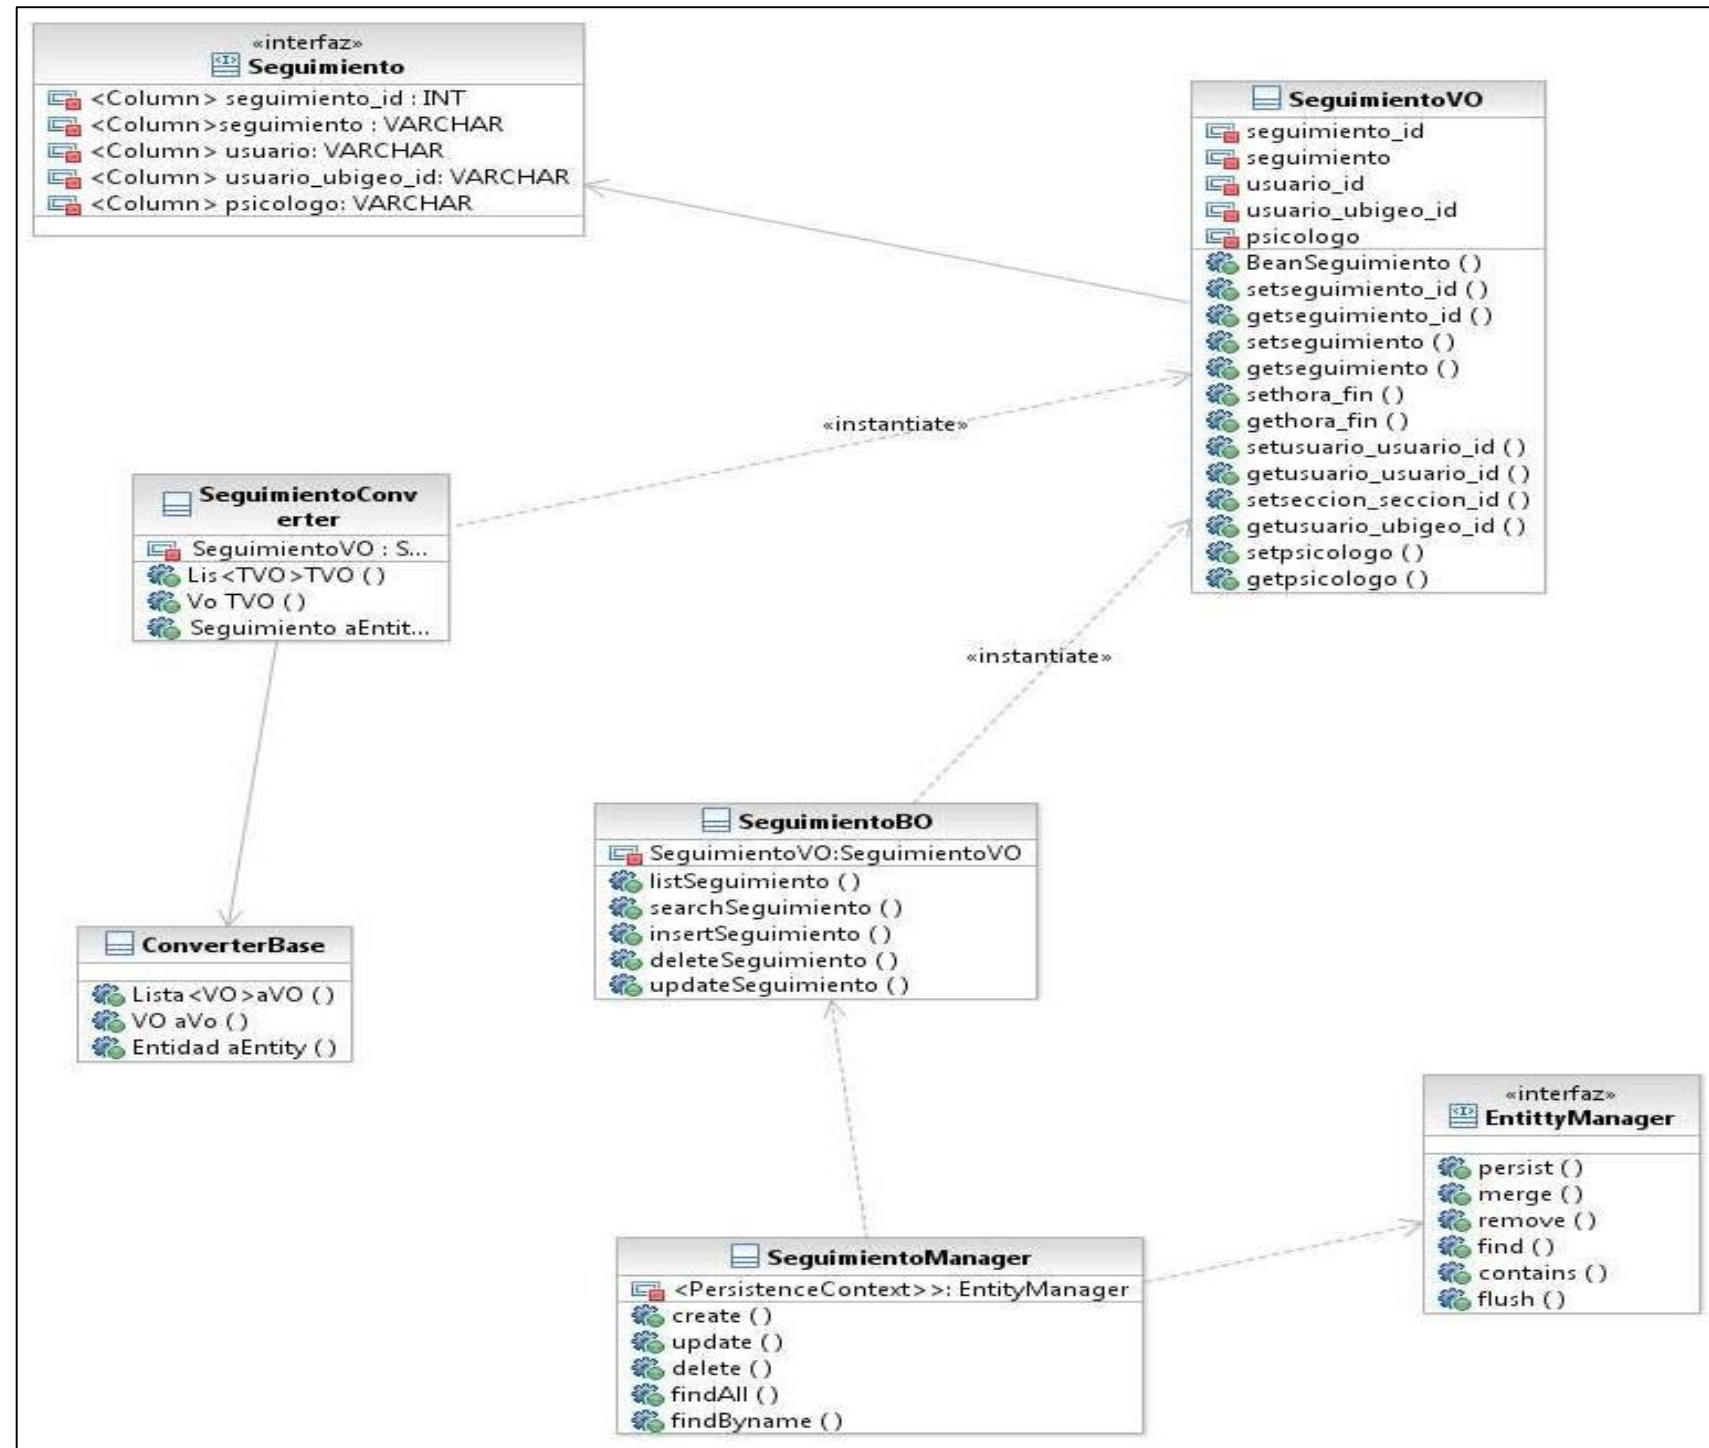 «interfaz»
Seguimiento
<Column> seguimiento_id : INT
<Column>seguimiento : VARCHAR
<Column> usuario: VARCHAR
<Column> usuario_ubigeo_id: VARCHAR
<Column> psicologo: VARCHAR
SeguimientoVO
seguimiento_id
seguimiento
usuario_id
usuario_ubigeo_id
psicologo
BeanSeguimiento ( )
setseguimiento_id ( )
getseguimiento_id ( )
setseguimiento ( )
getseguimiento ( )
sethora_fin ( )
gethora_fin ( )
setusuario_usuario_id ( )
getusuario_usuario_id ( )
setseccion_seccion_id ( )
getusuario_ubigeo_id ( )
setpsicologo ( )
getpsicologo ( )
«instantiate»
SeguimientoConv
erter
SeguimientoVO : S...
Lis<TVO>TVO ( )
Vo TVO ( )
Seguimiento aEntit...
«instantiate»
SeguimientoBO
SeguimientoVO:SeguimientoVO
listSeguimiento ( )
searchSeguimiento ( )
insertSeguimiento ( )
deleteSeguimiento ( )
updateSeguimiento ( )
ConverterBase
Lista<VO>aVO ( )
VO aVo ( )
Entidad aEntity ( )
«interfaz»
EntittyManager
persist ( )
merge ( )
remove ( )
find ( )
contains ( )
flush ( )
SeguimientoManager
<PersistenceContext>>: EntityManager
create ( )
update ( )
delete ( )
findAll ( )
findByname ( )